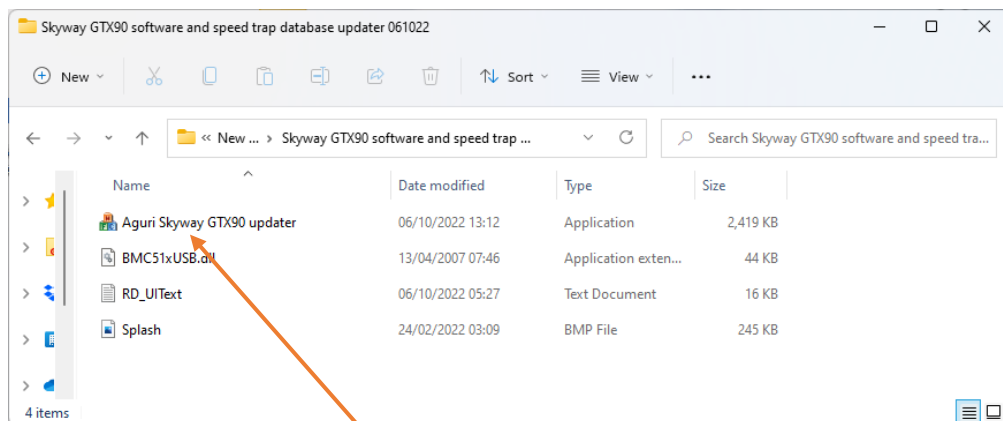 Skyway GTX90 software and speed trap database updater 061022
New Sort View ...
« New ... > Skyway GTX90 software and speed trap ... Search Skyway GTX90 software and speed tra...
Name Date modified Type Size
Aguri Skyway GTX90 updater 06/10/2022 13:12 Application 2,419 KB
BMC51xUSB.dll 13/04/2007 07:46 Application exten... 44 KB
RD_UIText 06/10/2022 05:27 Text Document 16 KB
Splash 24/02/2022 03:09 BMP File 245 KB
4 items